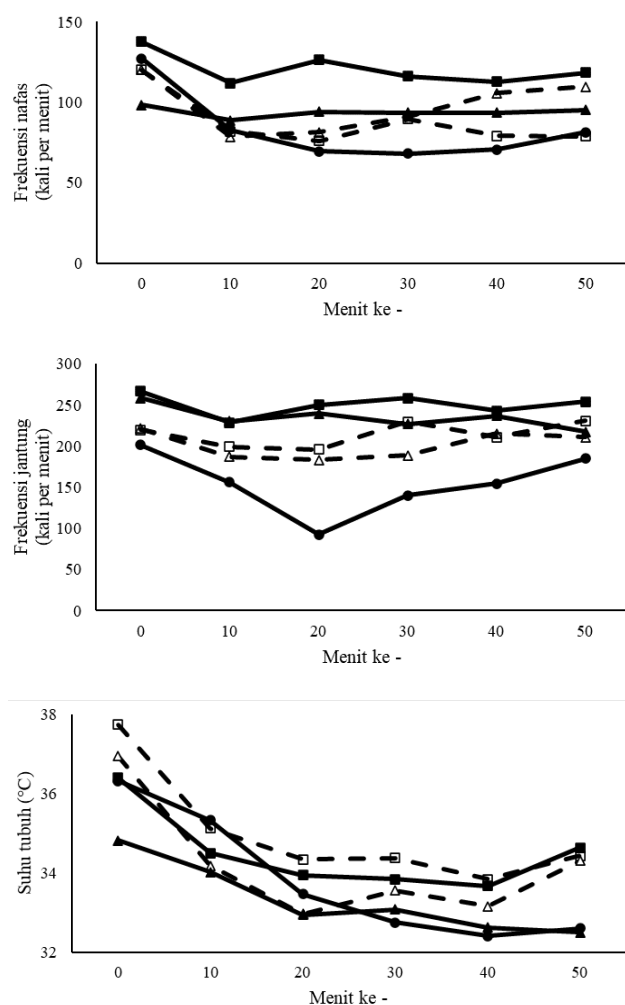 150
100
50
0
Frekuensi nafas
(kali per menit)
0 10 20 30 40 50
Menit ke -
300
250
200
150
100
50
0
Frekuensi jantung
(kali per menit)
0 10 20 30 40 50
Menit ke -
38
36
34
32
Suhu tubuh (°C)
0 10 20 30 40 50
Menit ke -